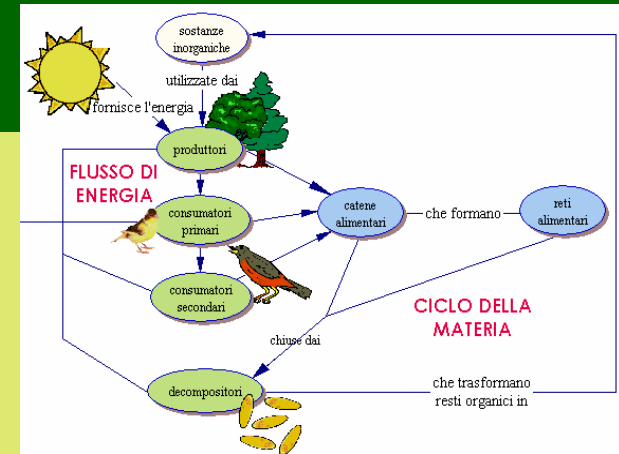 sostanze
inorganiche
utilizzate dai
fornisce l'energia
produttori
FLUSSO DI
ENERGIA
consumatori
primari
catene
alimentari
che formano
reti
alimentari
consumatori
secondari
CICLO DELLA
MATERIA
chiuse dai
decompositori
che trasformano
resti organici in